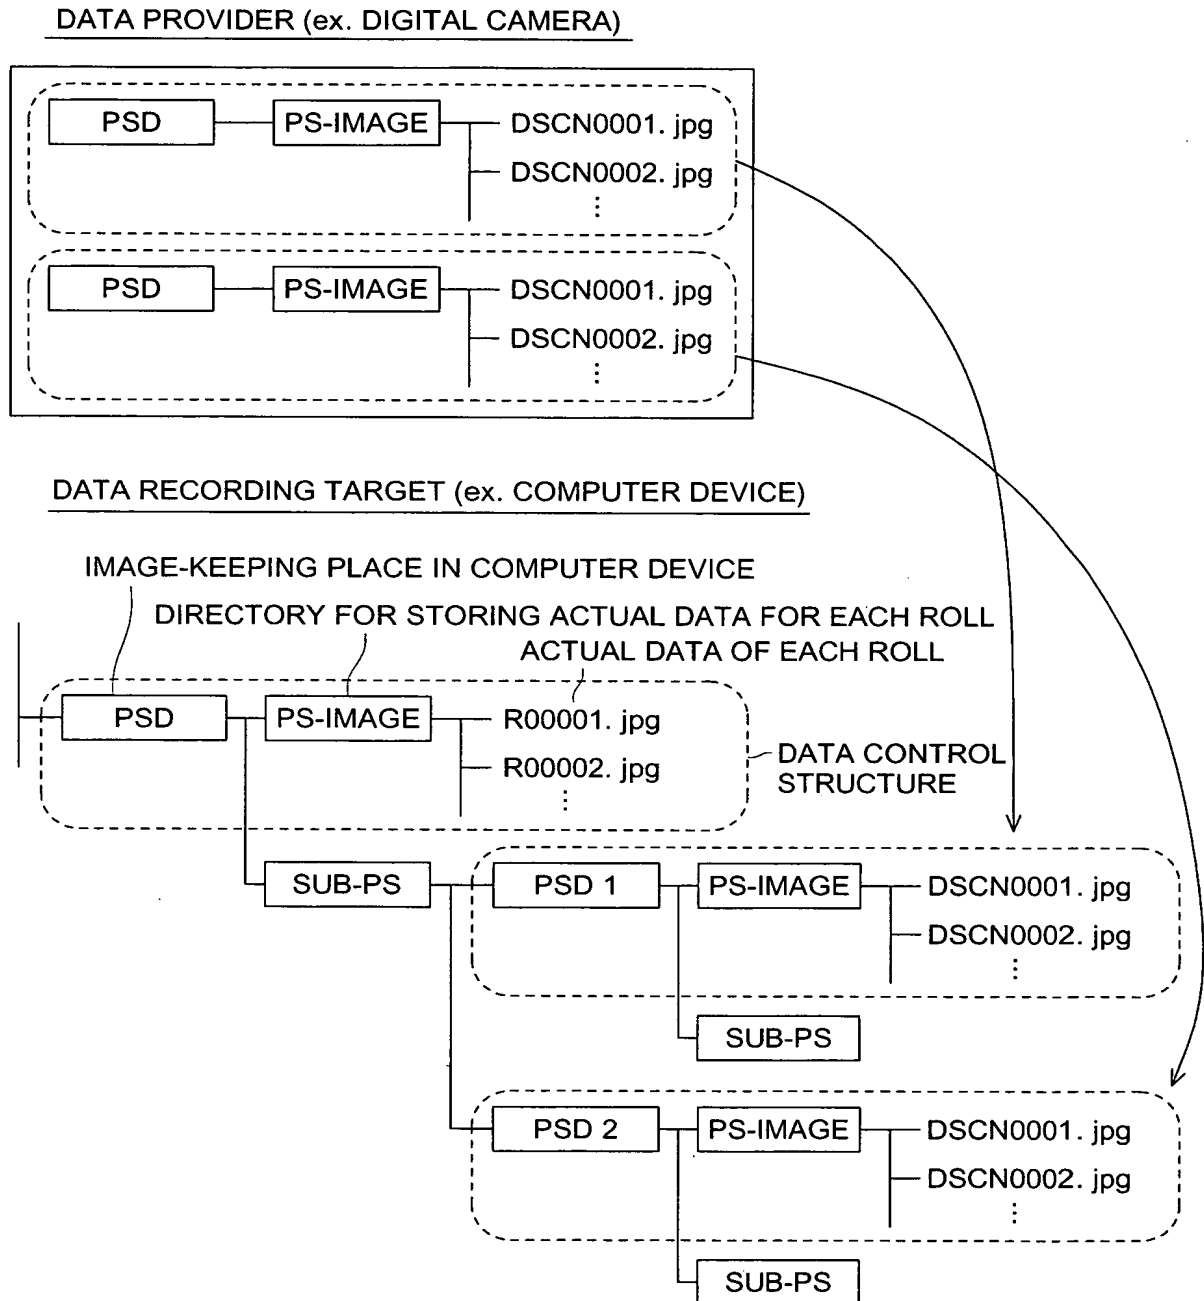 DATA PROVIDER (ex. DIGITAL CAMERA)
PSD PS-IMAGE DSCN0001. jpg
DSCN0002. jpg
⋮
PSD PS-IMAGE DSCN0001. jpg
DSCN0002. jpg
⋮
DATA RECORDING TARGET (ex. COMPUTER DEVICE)
IMAGE-KEEPING PLACE IN COMPUTER DEVICE
DIRECTORY FOR STORING ACTUAL DATA FOR EACH ROLL
ACTUAL DATA OF EACH ROLL
PSD PS-IMAGE R00001. jpg
R00002. jpg
⋮
DATA CONTROL
STRUCTURE
SUB-PS PSD 1 PS-IMAGE DSCN0001. jpg
DSCN0002. jpg
⋮
SUB-PS
PSD 2 PS-IMAGE DSCN0001. jpg
DSCN0002. jpg
⋮
SUB-PS